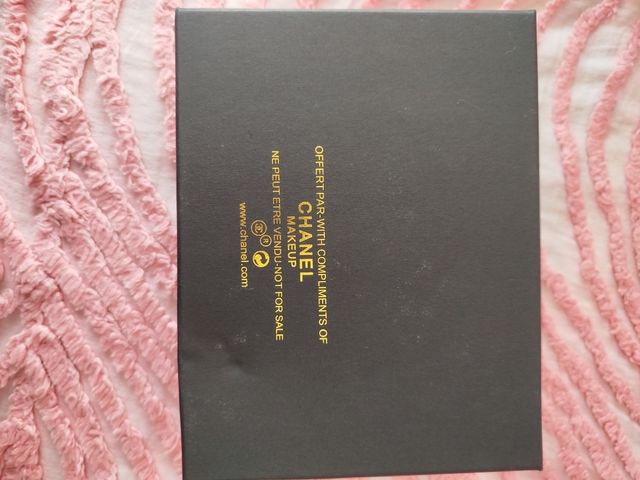 OFFERT PAR-WITH COMPLIMENTS OF
CHANEL
MAKEUP
NE PEUT ETRE VENDU-NOT FOR SALE
www.chanel.com